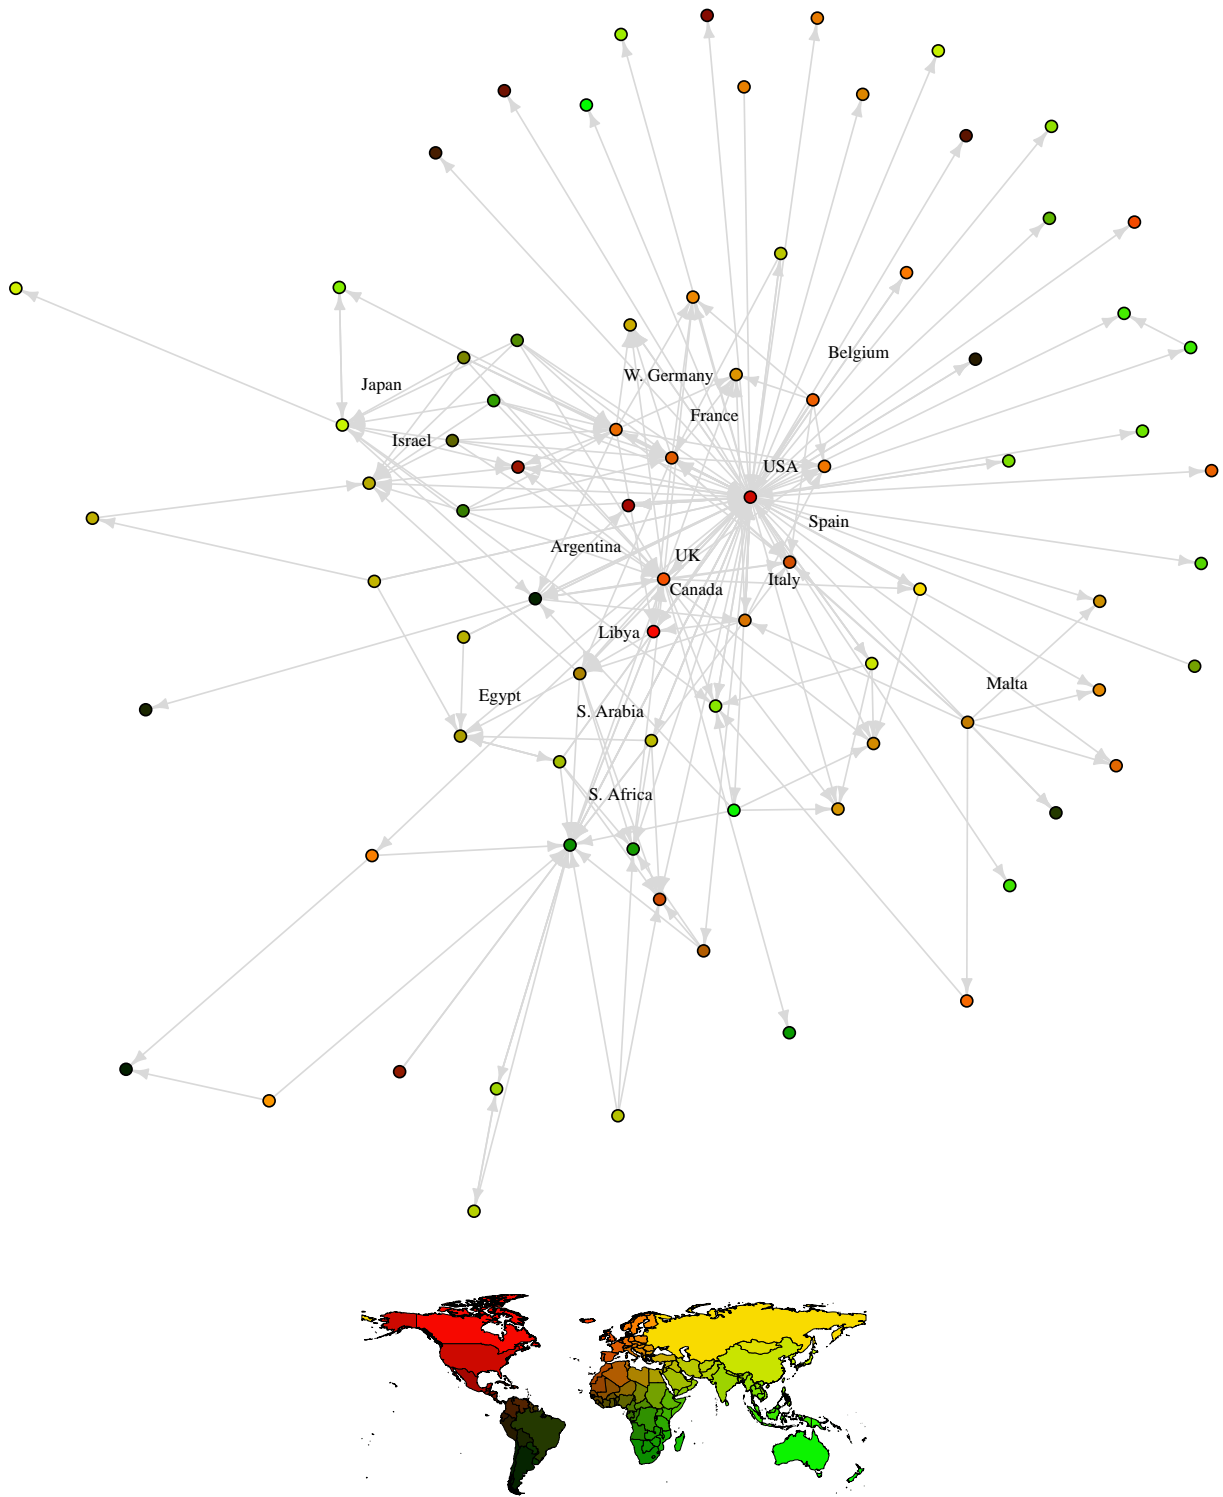 Belgium
W. Germany
Japan
France
Israel
USA
Spain
Argentina
UK
Italy
Canada
Libya
Malta
Egypt
S. Arabia
S. Africa